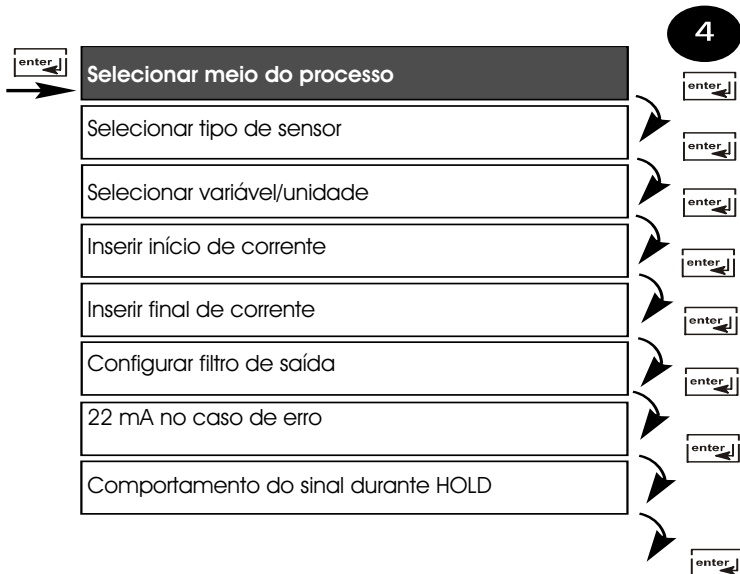 4
enter
Selecionar meio do processo
enter
Selecionar tipo de sensor
enter
Selecionar variável/unidade
enter
Inserir início de corrente
enter
Inserir final de corrente
enter
Configurar filtro de saída
enter
22 mA no caso de erro
enter
Comportamento do sinal durante HOLD
enter